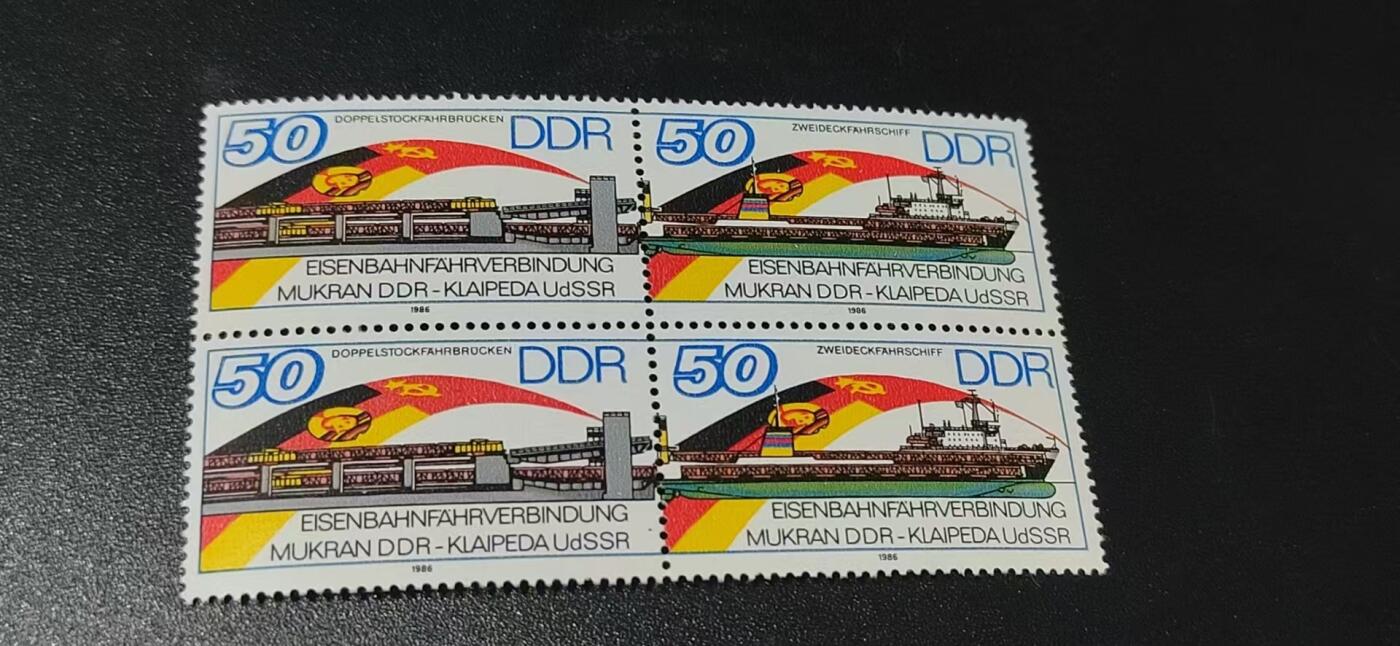 50 DOPPELSTOCKFÄHRBRÜCKEN DDR
EISENBAHNFÄHRVERBINDUNG
MUKRAN DDR-KLAIPEDA UdSSR
1986
50 ZWEIDECKFÄHRSCHIFF DDR
EISENBAHNFÄHRVERBINDUNG
MUKRAN DDR-KLAIPEDA UdSSR
1986
50 DOPPELSTOCKFÄHRBRÜCKEN DDR
EISENBAHNFÄHRVERBINDUNG
MUKRAN DDR-KLAIPEDA UdSSR
1986
50 ZWEIDECKFÄHRSCHIFF DDR
EISENBAHNFÄHRVERBINDUNG
MUKRAN DDR-KLAIPEDA UdSSR
1986